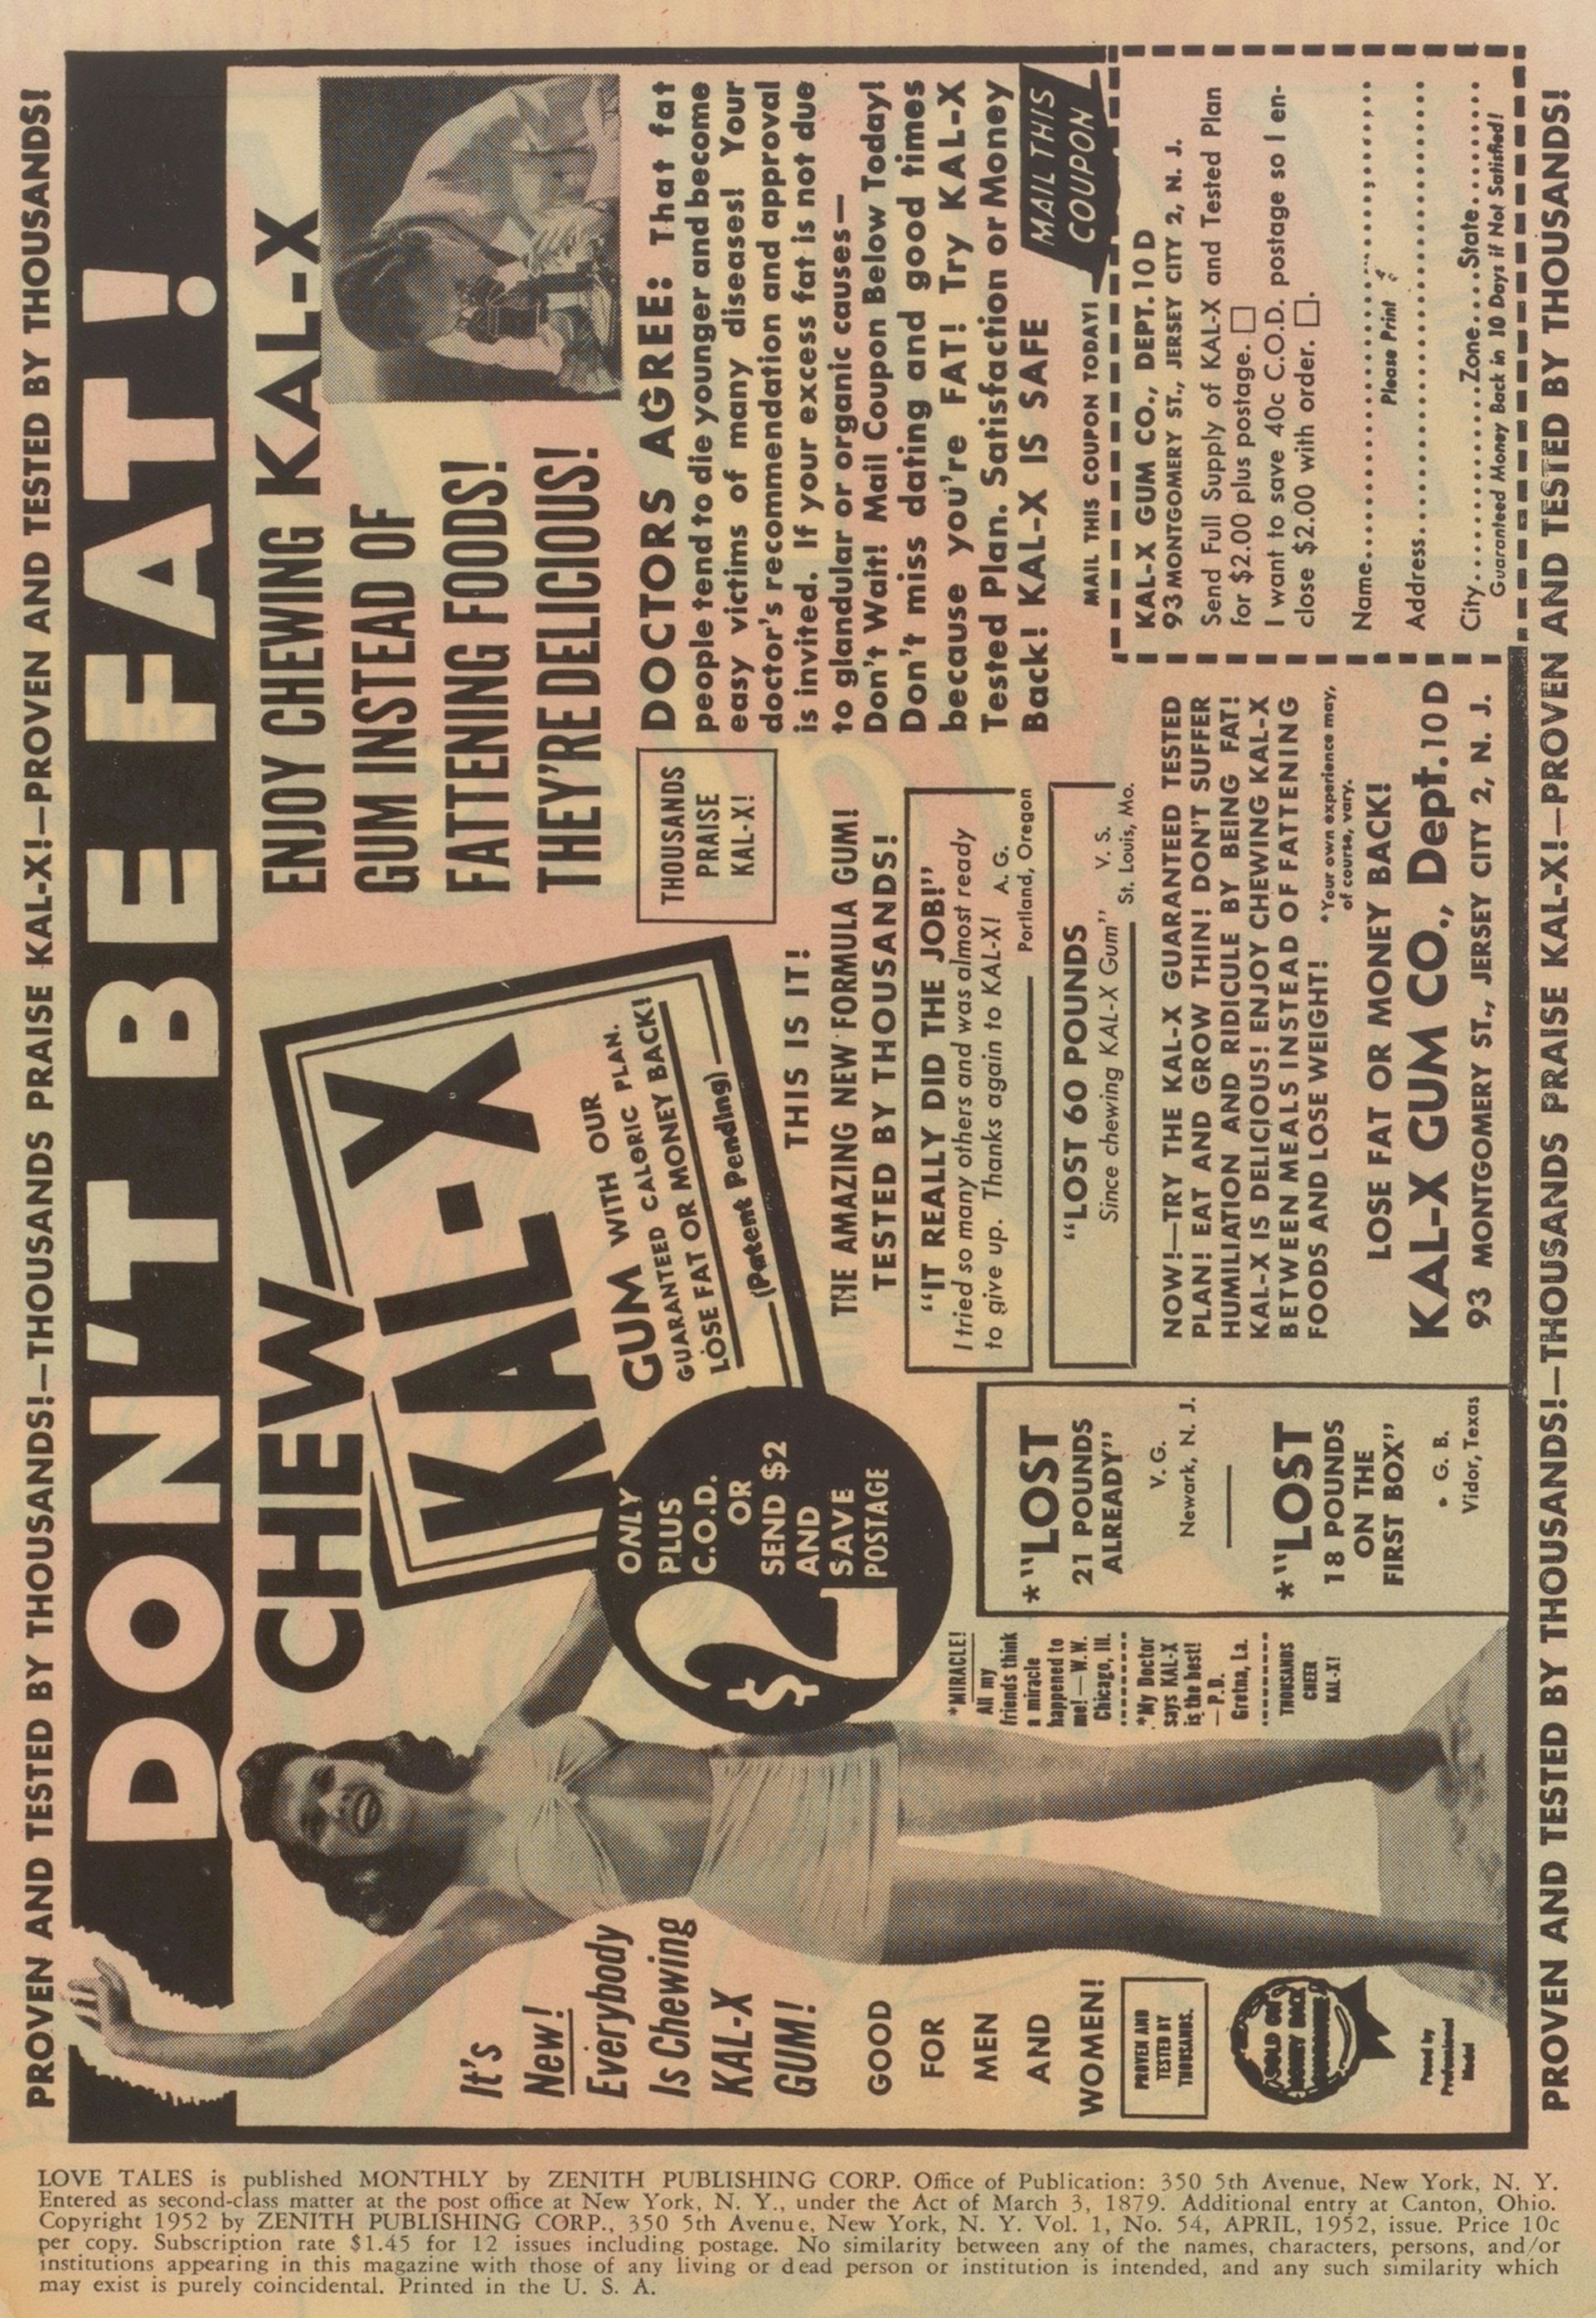 PROVEN AND TESTED BY THOUSANDS!—THOUSANDS PRAISE KAL-X!—PROVEN AND TESTED BY THOUSANDS!
DON'T BE FAT!
CHEW
KAL-X
GUM WITH OUR
GUARANTEED CALORIC PLAN.
LOSE FAT OR MONEY BACK!
(Patent Pending)
ENJOY CHEWING KAL-X
GUM INSTEAD OF
FATTENING FOODS!
THEY'RE DELICIOUS!
It's
New!
Everybody
Is Chewing
KAL-X
GUM!
GOOD
FOR
MEN
AND
WOMEN!
PROVEN AND
TESTED BY
THOUSANDS.
SOLD ON
MONEY BACK
GUARANTEE!
Posed by
Professional
Model
$2
ONLY
PLUS
C.O.D.
OR
SEND $2
AND
SAVE
POSTAGE
*MIRACLE!
All my
friends think
a miracle
happened to
me!—W.W.
Chicago, Ill.
*My Doctor
says KAL-X
is the best!
—P.D.
Gretna, La.
THOUSANDS
CHEER
KAL-X!
*"LOST
21 POUNDS
ALREADY"
V. G.
Newark, N. J.
*"LOST
18 POUNDS
ON THE
FIRST BOX"
• G. B.
Vidor, Texas
THIS IS IT!
THE AMAZING NEW FORMULA GUM!
TESTED BY THOUSANDS!
"IT REALLY DID THE JOB!"
I tried so many others and was almost ready
to give up. Thanks again to KAL-X! A. G.
Portland, Oregon
"LOST 60 POUNDS
Since chewing KAL-X Gum" V. S.
St. Louis, Mo.
NOW!—TRY THE KAL-X GUARANTED TESTED
PLAN! EAT AND GROW THIN! DON'T SUFFER
HUMILIATION AND RIDICULE BY BEING FAT!
KAL-X IS DELICIOUS! ENJOY CHEWING KAL-X
BETWEEN MEALS INSTEAD OF FATTENING
FOODS AND LOSE WEIGHT! *Your own experience may,
of course, vary.
LOSE FAT OR MONEY BACK!
KAL-X GUM CO., Dept. 10 D
93 MONTGOMERY ST., JERSEY CITY 2, N. J.
THOUSANDS
PRAISE
KAL-X!
DOCTORS AGREE: That fat
people tend to die younger and become
easy victims of many diseases! Your
doctor's recommendation and approval
is invited. If your excess fat is not due
to glandular or organic causes—
Don't Wait! Mail Coupon Below Today!
Don't miss dating and good times
because you're FAT! Try KAL-X
Tested Plan. Satisfaction or Money
Back! KAL-X IS SAFE
MAIL THIS
COUPON
MAIL THIS COUPON TODAY!
KAL-X GUM CO., DEPT. 10 D
93 MONTGOMERY ST., JERSEY CITY 2, N. J.
Send Full Supply of KAL-X and Tested Plan
for $2.00 plus postage. □
I want to save 40c C.O.D. postage so I en-
close $2.00 with order. □.
Name
Please Print
Address
City Zone State
Guaranteed Money Back in 10 Days if Not Satisfied!
PROVEN AND TESTED BY THOUSANDS!—THOUSANDS PRAISE KAL-X!—PROVEN AND TESTED BY THOUSANDS!
LOVE TALES is published MONTHLY by ZENITH PUBLISHING CORP. Office of Publication: 350 5th Avenue, New York, N. Y.
Entered as second-class matter at the post office at New York, N. Y., under the Act of March 3, 1879. Additional entry at Canton, Ohio.
Copyright 1952 by ZENITH PUBLISHING CORP., 350 5th Avenue, New York, N. Y. Vol. 1, No. 54, APRIL, 1952, issue. Price 10c
per copy. Subscription rate $1.45 for 12 issues including postage. No similarity between any of the names, characters, persons, and/or
institutions appearing in this magazine with those of any living or dead person or institution is intended, and any such similarity which
may exist is purely coincidental. Printed in the U. S. A.